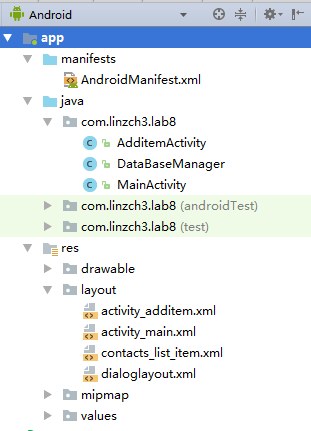 Android
app
manifests
AndroidManifest.xml
java
com.linzch3.lab8
AdditemActivity
DataBaseManager
MainActivity
com.linzch3.lab8 (androidTest)
com.linzch3.lab8 (test)
res
drawable
layout
activity_additem.xml
activity_main.xml
contacts_list_item.xml
dialoglayout.xml
mipmap
values